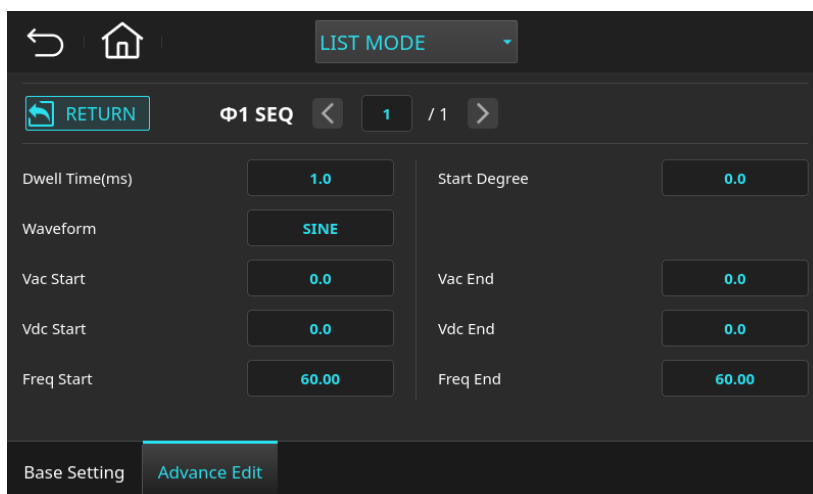 LIST MODE
RETURN Φ1 SEQ 1 / 1
Dwell Time(ms) 1.0 Start Degree 0.0
Waveform SINE
Vac Start 0.0 Vac End 0.0
Vdc Start 0.0 Vdc End 0.0
Freq Start 60.00 Freq End 60.00
Base Setting Advance Edit